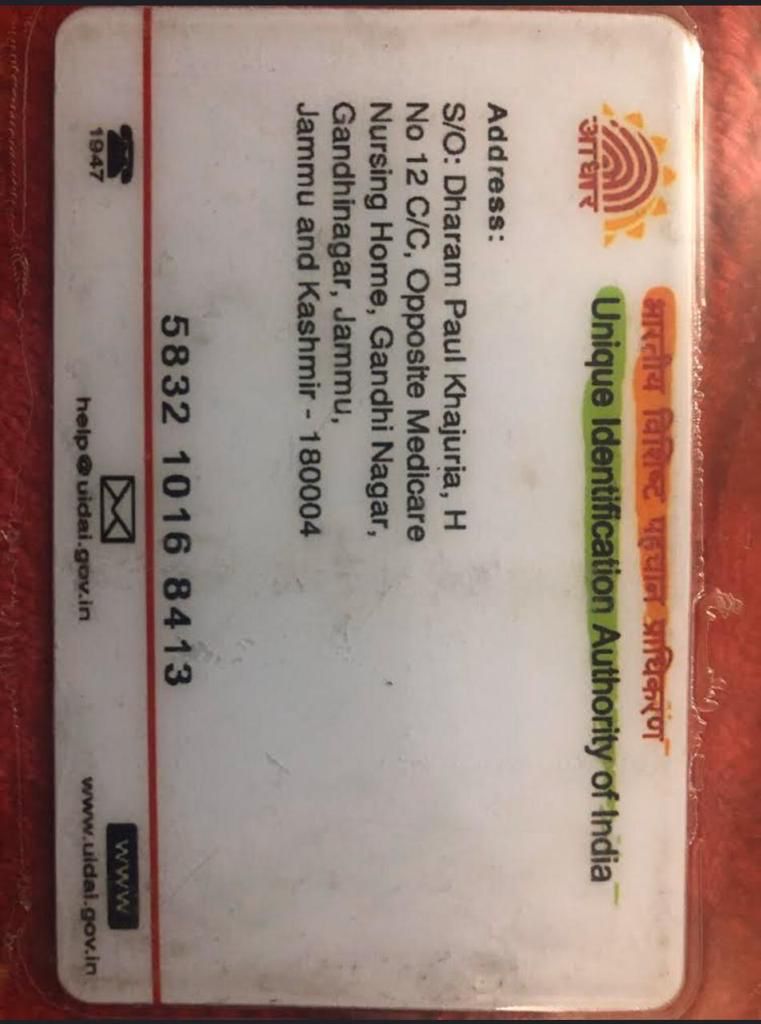 आधार
भारतीय विशिष्ट पहचान प्राधिकरण
Unique Identification Authority of India
Address:
S/O: Dharam Paul Khajuria, H
No 12 C/C, Opposite Medicare
Nursing Home, Gandhi Nagar,
Gandhinagar, Jammu,
Jammu and Kashmir - 180004
5832 1016 8413
1947
help@uidai.gov.in
www
www.uidai.gov.in